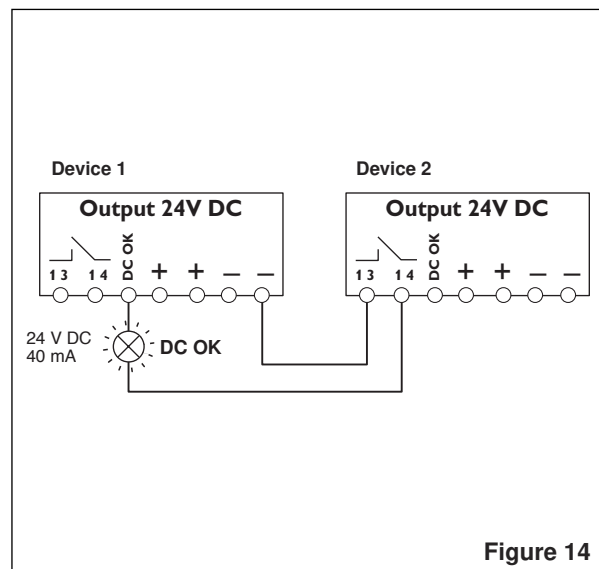 Device 1
Device 2
Output 24V DC
Output 24V DC
13 14 DC OK + + – –
13 14 DC OK + + – –
24 V DC
40 mA
DC OK
Figure 14